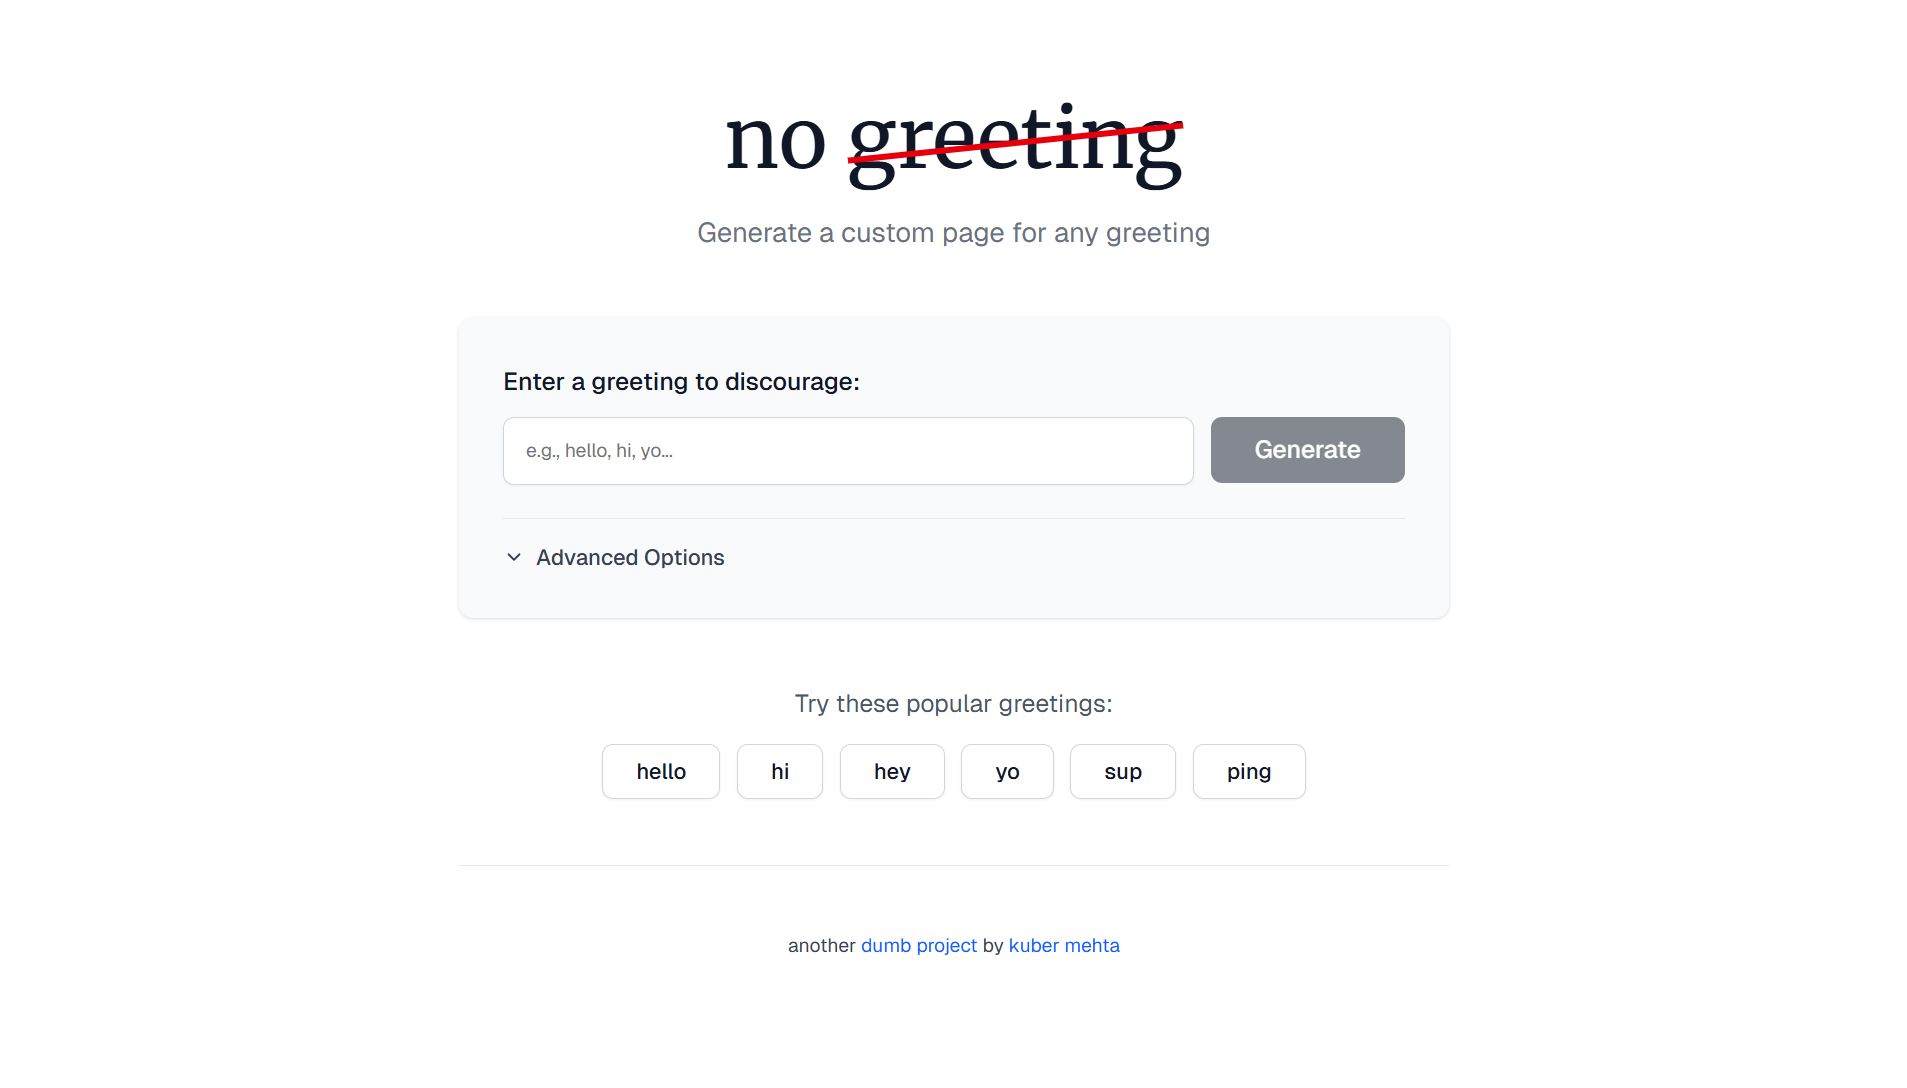 no greeting
Generate a custom page for any greeting
Enter a greeting to discourage:
e.g., hello, hi, yo...
Generate
Advanced Options
Try these popular greetings:
hello
hi
hey
yo
sup
ping
another dumb project by kuber mehta